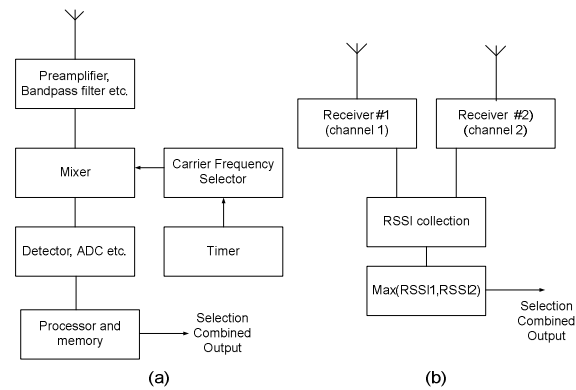 Preamplifier,
Bandpass filter etc.
Mixer
Carrier Frequency
Selector
Detector, ADC etc.
Timer
Processor and
memory
Selection
Combined
Output
(a)
Receiver#1
(channel 1)
Receiver #2)
(channel 2)
RSSI collection
Max(RSSI1,RSSI2)
Selection
Combined
Output
(b)